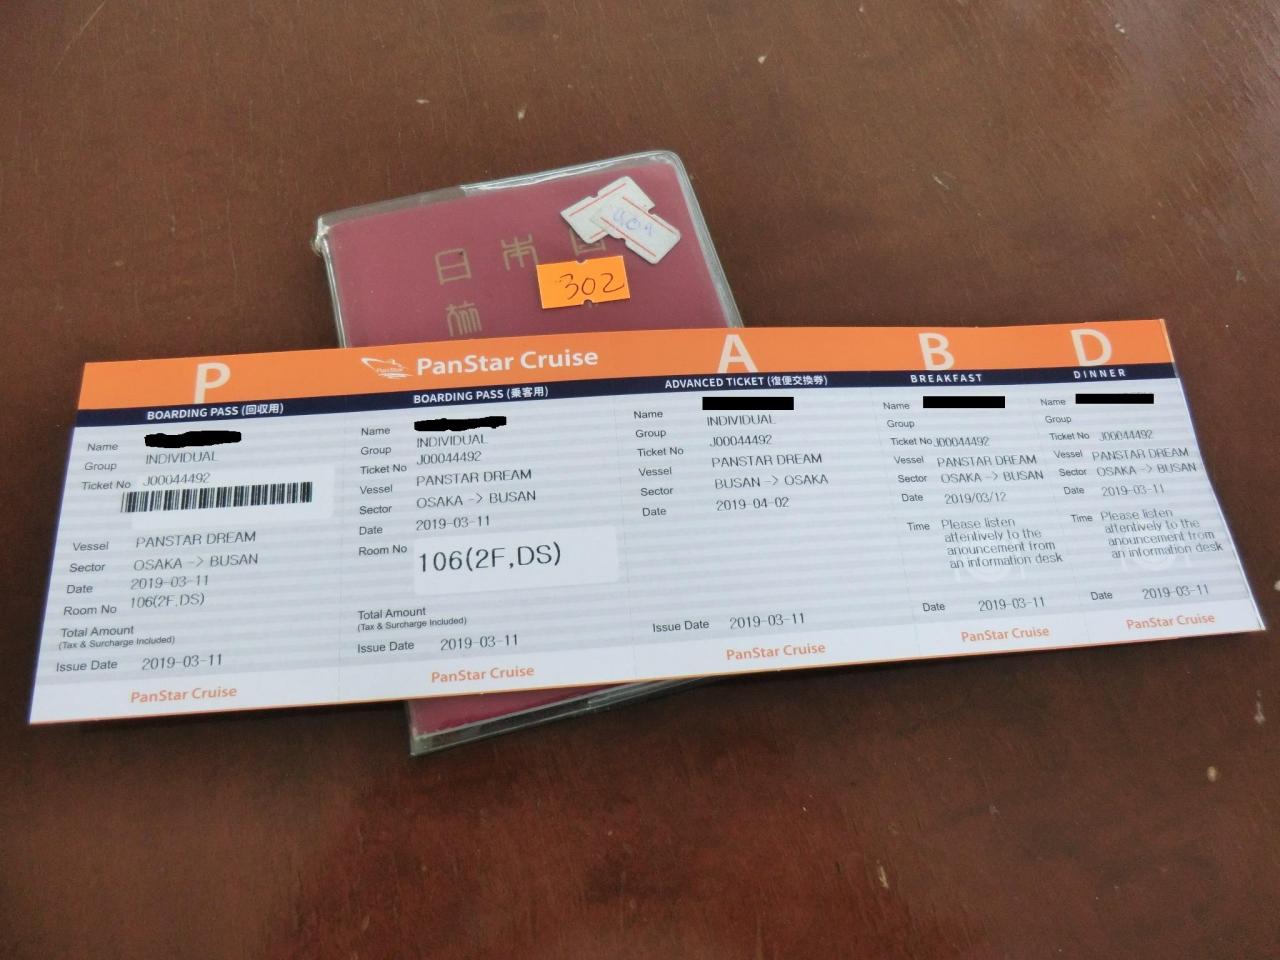 日本国
旅
302
P
BOARDING PASS (回収用)
Name
Group INDIVIDUAL
Ticket No J00044492
Vessel PANSTAR DREAM
Sector OSAKA -> BUSAN
Date 2019-03-11
Room No 106(2F,DS)
Total Amount
(Tax & Surcharge Included)
Issue Date 2019-03-11
PanStar Cruise
PanStar
PanStar Cruise
BOARDING PASS (乗客用)
Name
Group INDIVIDUAL
Ticket No J00044492
Vessel PANSTAR DREAM
Sector OSAKA -> BUSAN
Date 2019-03-11
Room No 106(2F,DS)
Total Amount
(Tax & Surcharge Included)
Issue Date 2019-03-11
PanStar Cruise
A
ADVANCED TICKET (復便交換券)
Name
Group INDIVIDUAL
Ticket No J00044492
Vessel PANSTAR DREAM
Sector BUSAN -> OSAKA
Date 2019-04-02
Issue Date 2019-03-11
PanStar Cruise
B
BREAKFAST
Name
Group
Ticket No J00044492
Vessel PANSTAR DREAM
Sector OSAKA -> BUSAN
Date 2019/03/12
Time Please listen
attentively to the
anouncement from
an information desk
Date 2019-03-11
PanStar Cruise
D
DINNER
Name
Group
Ticket No J00044492
Vessel PANSTAR DREAM
Sector OSAKA -> BUSAN
Date 2019-03-11
Time Please listen
attentively to the
anouncement from
an information desk
Date 2019-03-11
PanStar Cruise